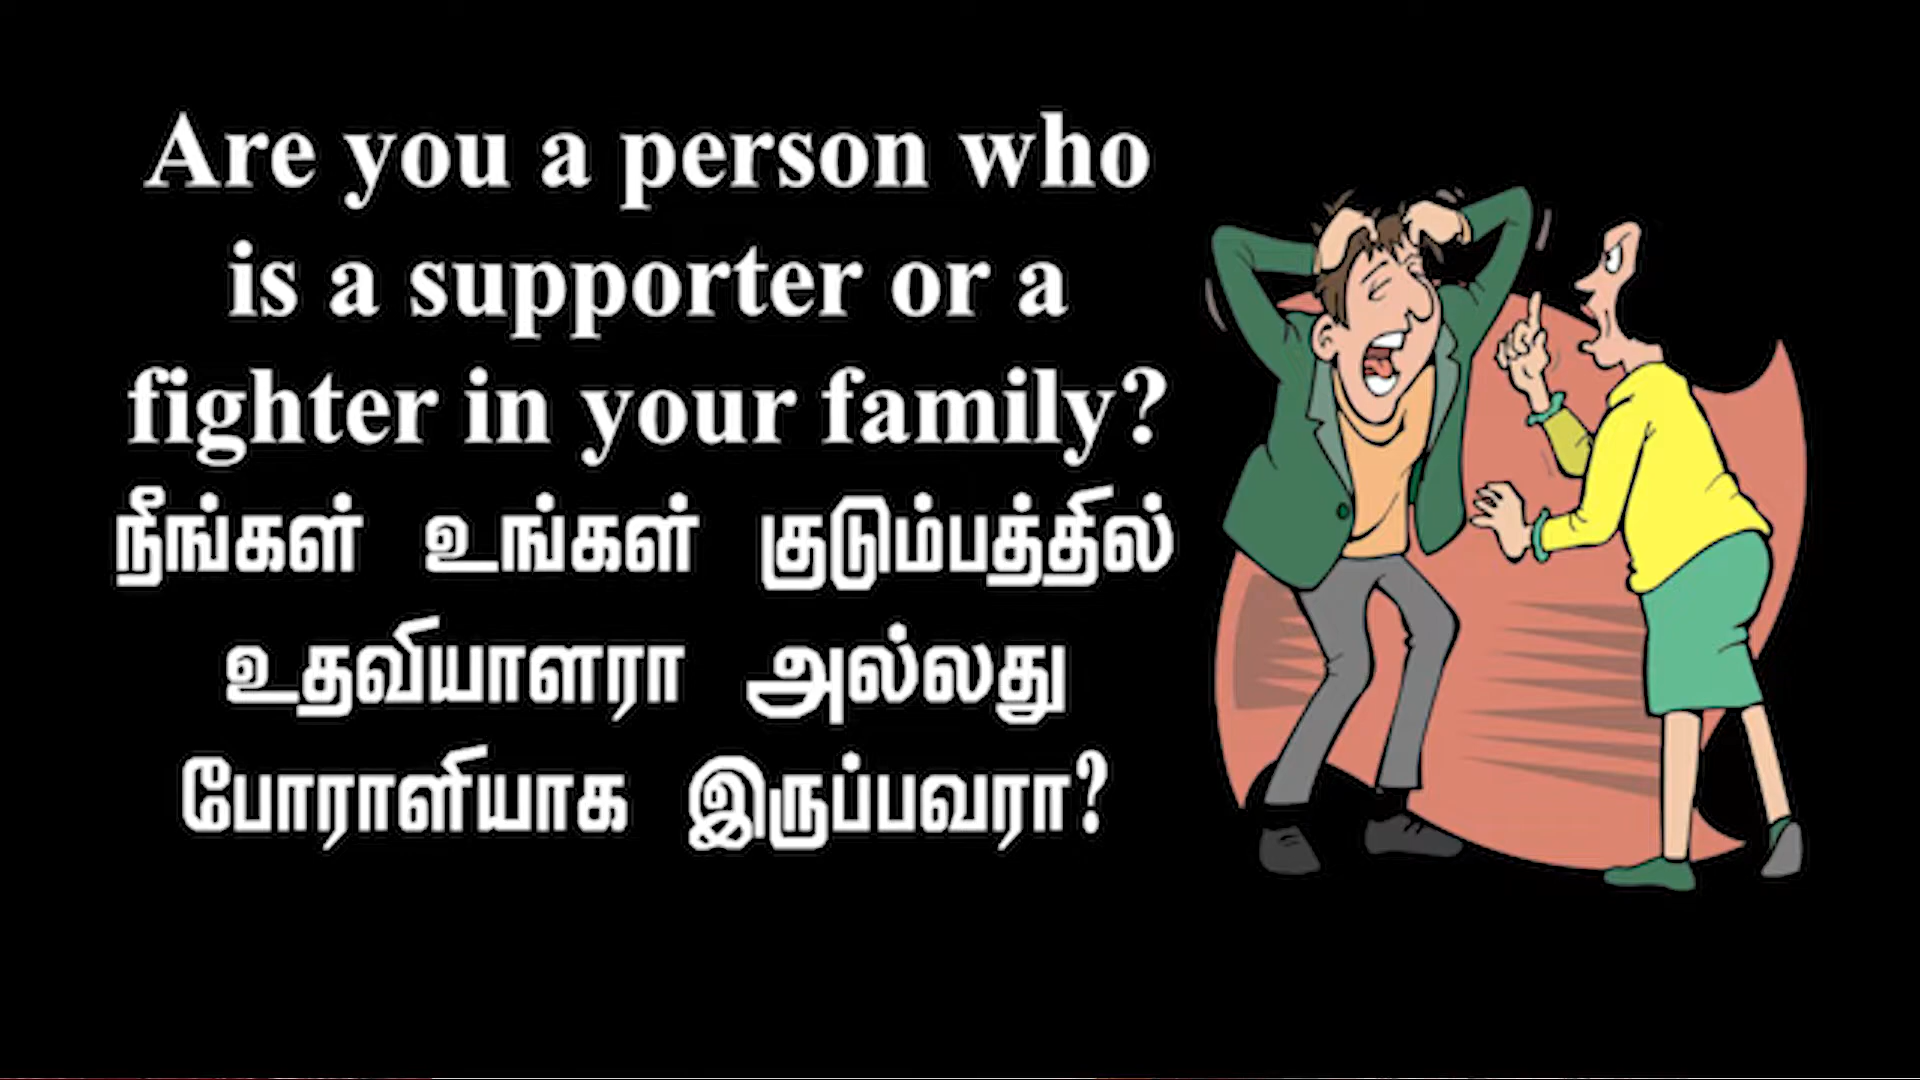 Are you a person who
is a supporter or a
fighter in your family?
நீங்கள் உங்கள் குடும்பத்தில்
உதவியாளரா அல்லது
போராளியாக இருப்பவரா?